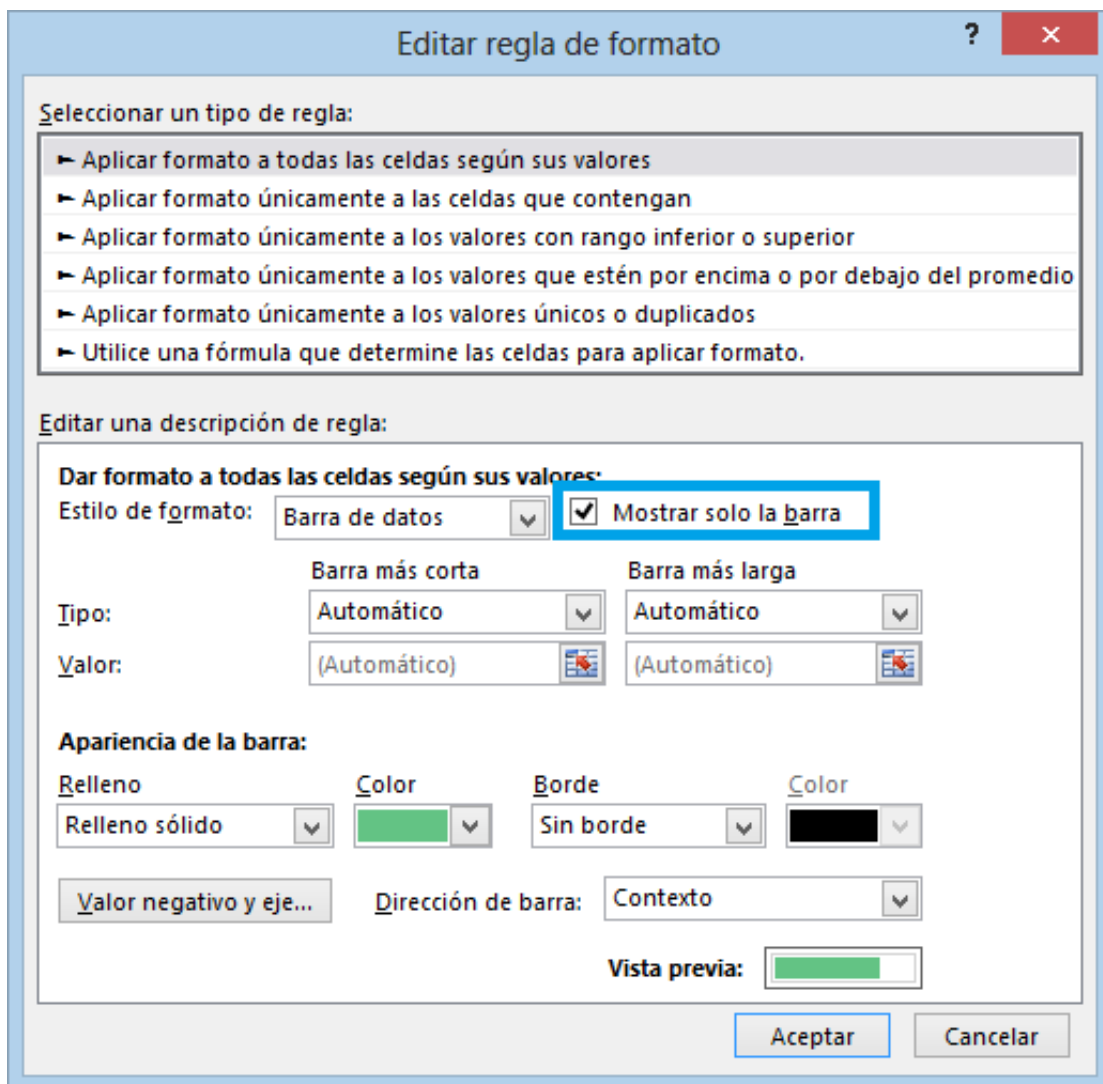 Editar regla de formato
?
Seleccionar un tipo de regla:
► Aplicar formato a todas las celdas según sus valores
► Aplicar formato únicamente a las celdas que contengan
► Aplicar formato únicamente a los valores con rango inferior o superior
► Aplicar formato únicamente a los valores que estén por encima o por debajo del promedio
► Aplicar formato únicamente a los valores únicos o duplicados
► Utilice una fórmula que determine las celdas para aplicar formato.
Editar una descripción de regla:
Dar formato a todas las celdas según sus valores:
Estilo de formato: Barra de datos Mostrar solo la barra
Barra más corta Barra más larga
Tipo: Automático Automático
Valor: (Automático) (Automático)
Apariencia de la barra:
Relleno Color Borde Color
Relleno sólido Sin borde
Valor negativo y eje... Dirección de barra: Contexto
Vista previa:
Aceptar Cancelar